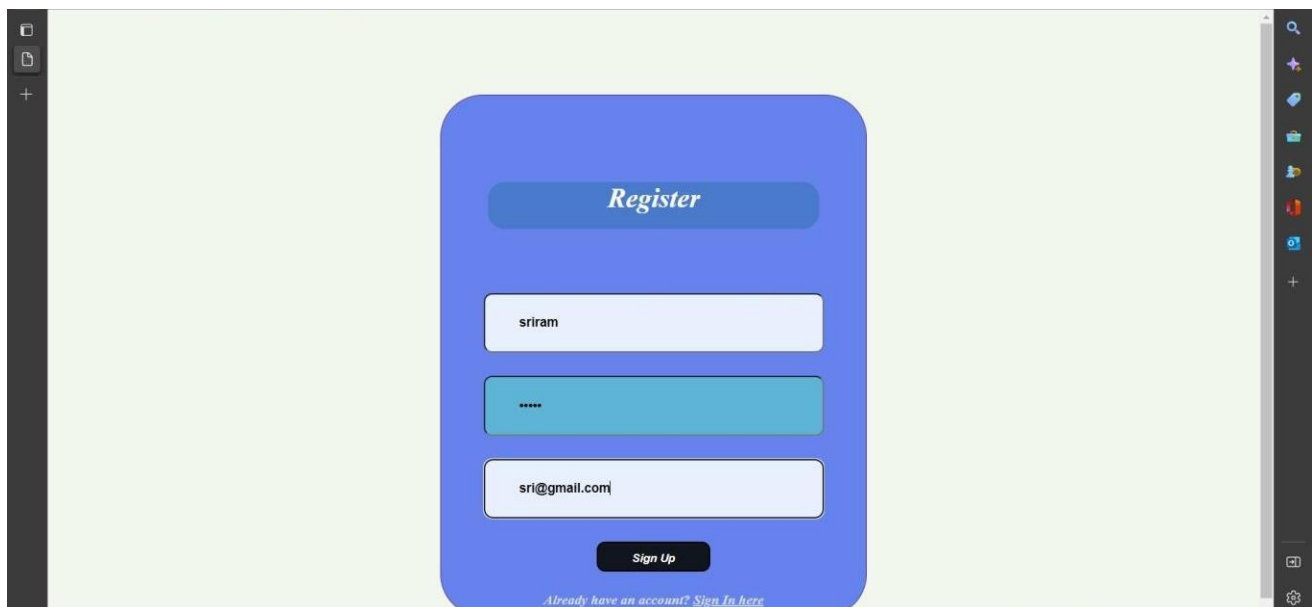 Register
sriram
•••••
sri@gmail.com
Sign Up
Already have an account? Sign In here